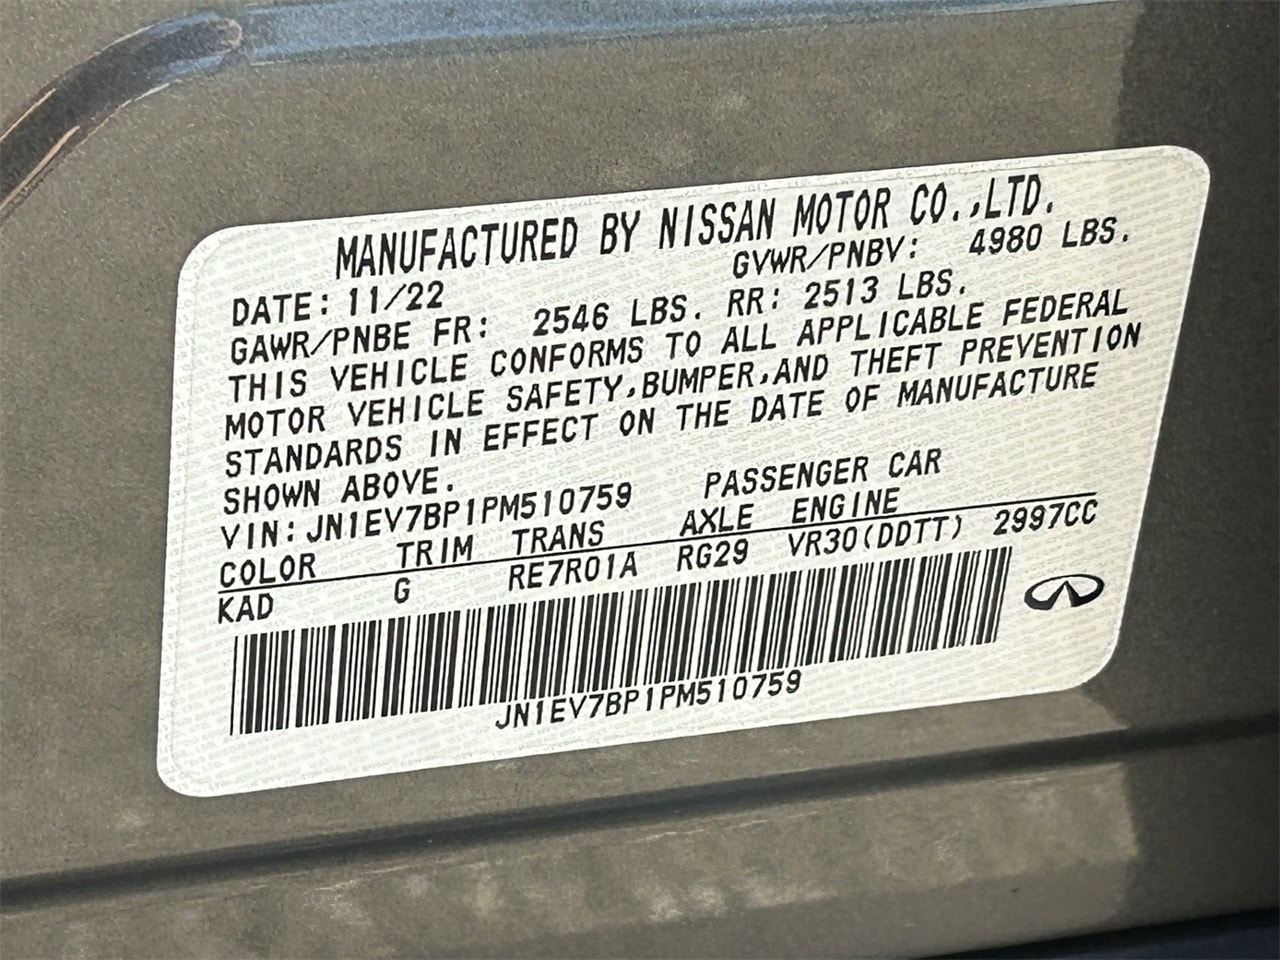 MANUFACTURED BY NISSAN MOTOR CO.,LTD.
DATE: 11/22 GVWR/PNBV: 4980 LBS.
GAWR/PNBE FR: 2546 LBS. RR: 2513 LBS.
THIS VEHICLE CONFORMS TO ALL APPLICABLE FEDERAL
MOTOR VEHICLE SAFETY,BUMPER,AND THEFT PREVENTION
STANDARDS IN EFFECT ON THE DATE OF MANUFACTURE
SHOWN ABOVE.
VIN: JN1EV7BP1PM510759 PASSENGER CAR
COLOR TRIM TRANS AXLE ENGINE
KAD G RE7R01A RG29 VR30(DDTT) 2997CC
JN1EV7BP1PM510759